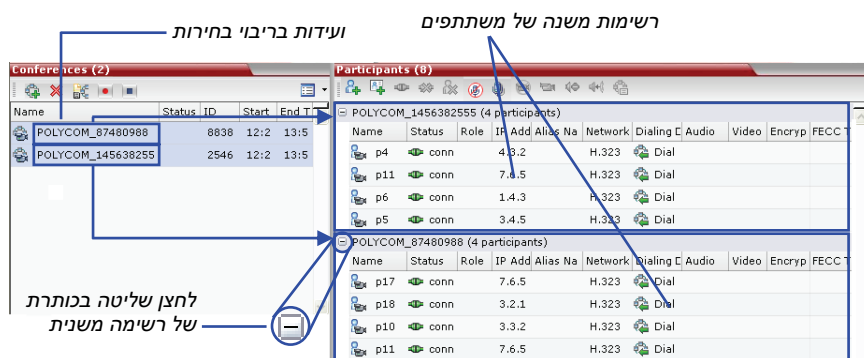 רשימות משנה של משתתפים
ועידות בריבוי בחירות
Conferences (2)
Name Status ID Start End T
POLYCOM_87480988 8838 12:2 13:5
POLYCOM_145638255 2546 12:2 13:5
Participants (8)
POLYCOM_1456382555 (4 participants)
Name Status Role IP Add Alias Na Network Dialing D Audio Video Encryp FECC T
p4 conn 4.3.2 H.323 Dial
p11 conn 7.6.5 H.323 Dial
p6 conn 1.4.3 H.323 Dial
p5 conn 3.4.5 H.323 Dial
POLYCOM_87480988 (4 participants)
Name Status Role IP Add Alias Na Network Dialing D Audio Video Encryp FECC T
p17 conn 7.6.5 H.323 Dial
p18 conn 3.2.1 H.323 Dial
p10 conn 3.3.2 H.323 Dial
p11 conn 7.6.5 H.323 Dial
לחצן שליטה בכותרת
של רשימה משנית